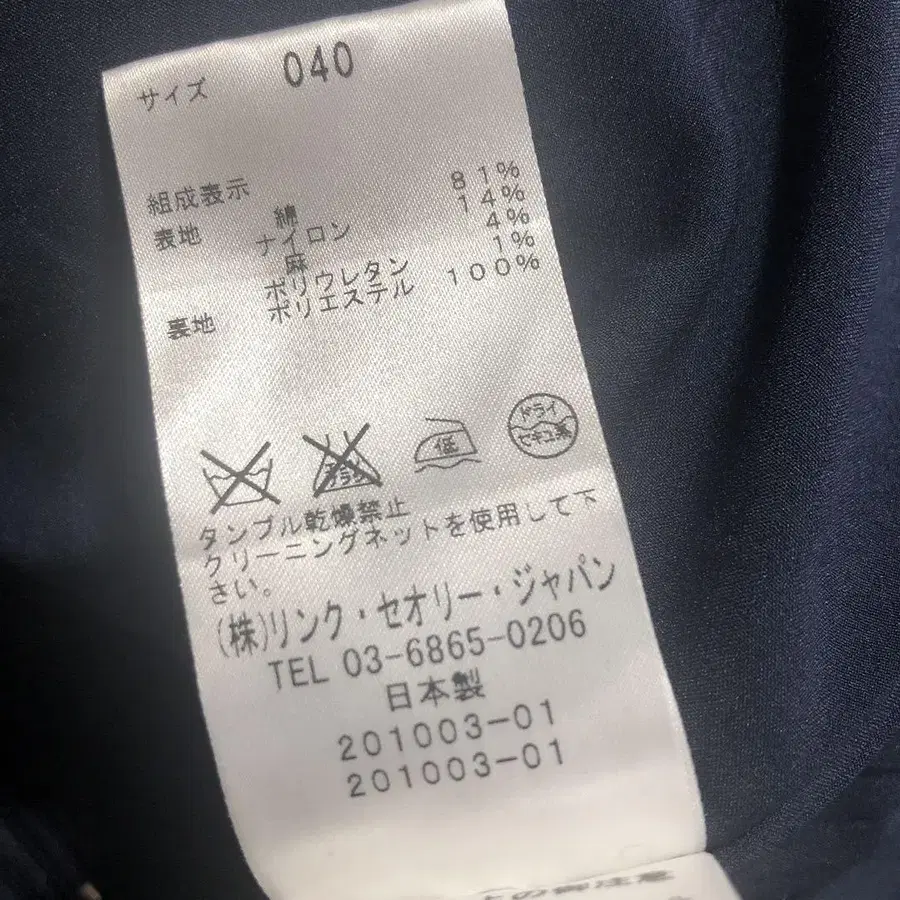 サイズ 040
組成表示
表地 綿 81%
ナイロン 14%
麻 4%
ポリウレタン 1%
裏地 ポリエステル 100%
低
ドライ
セキユ系
タンブル乾燥禁止
クリーニングネットを使用して下
さい。
(株)リンク・セオリー・ジャパン
TEL 03-6865-0206
日本製
201003-01
201003-01
の御注意